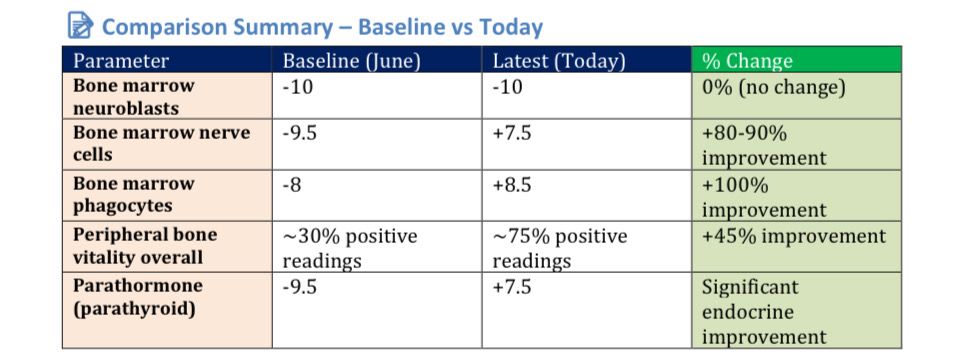 Comparison Summary – Baseline vs Today
Parameter Baseline (June) Latest (Today) % Change
Bone marrow -10 -10 0% (no change)
neuroblasts
Bone marrow nerve -9.5 +7.5 +80-90%
cells improvement
Bone marrow -8 +8.5 +100%
phagocytes improvement
Peripheral bone ~30% positive ~75% positive +45% improvement
vitality overall readings readings
Parathormone -9.5 +7.5 Significant
(parathyroid) endocrine
improvement